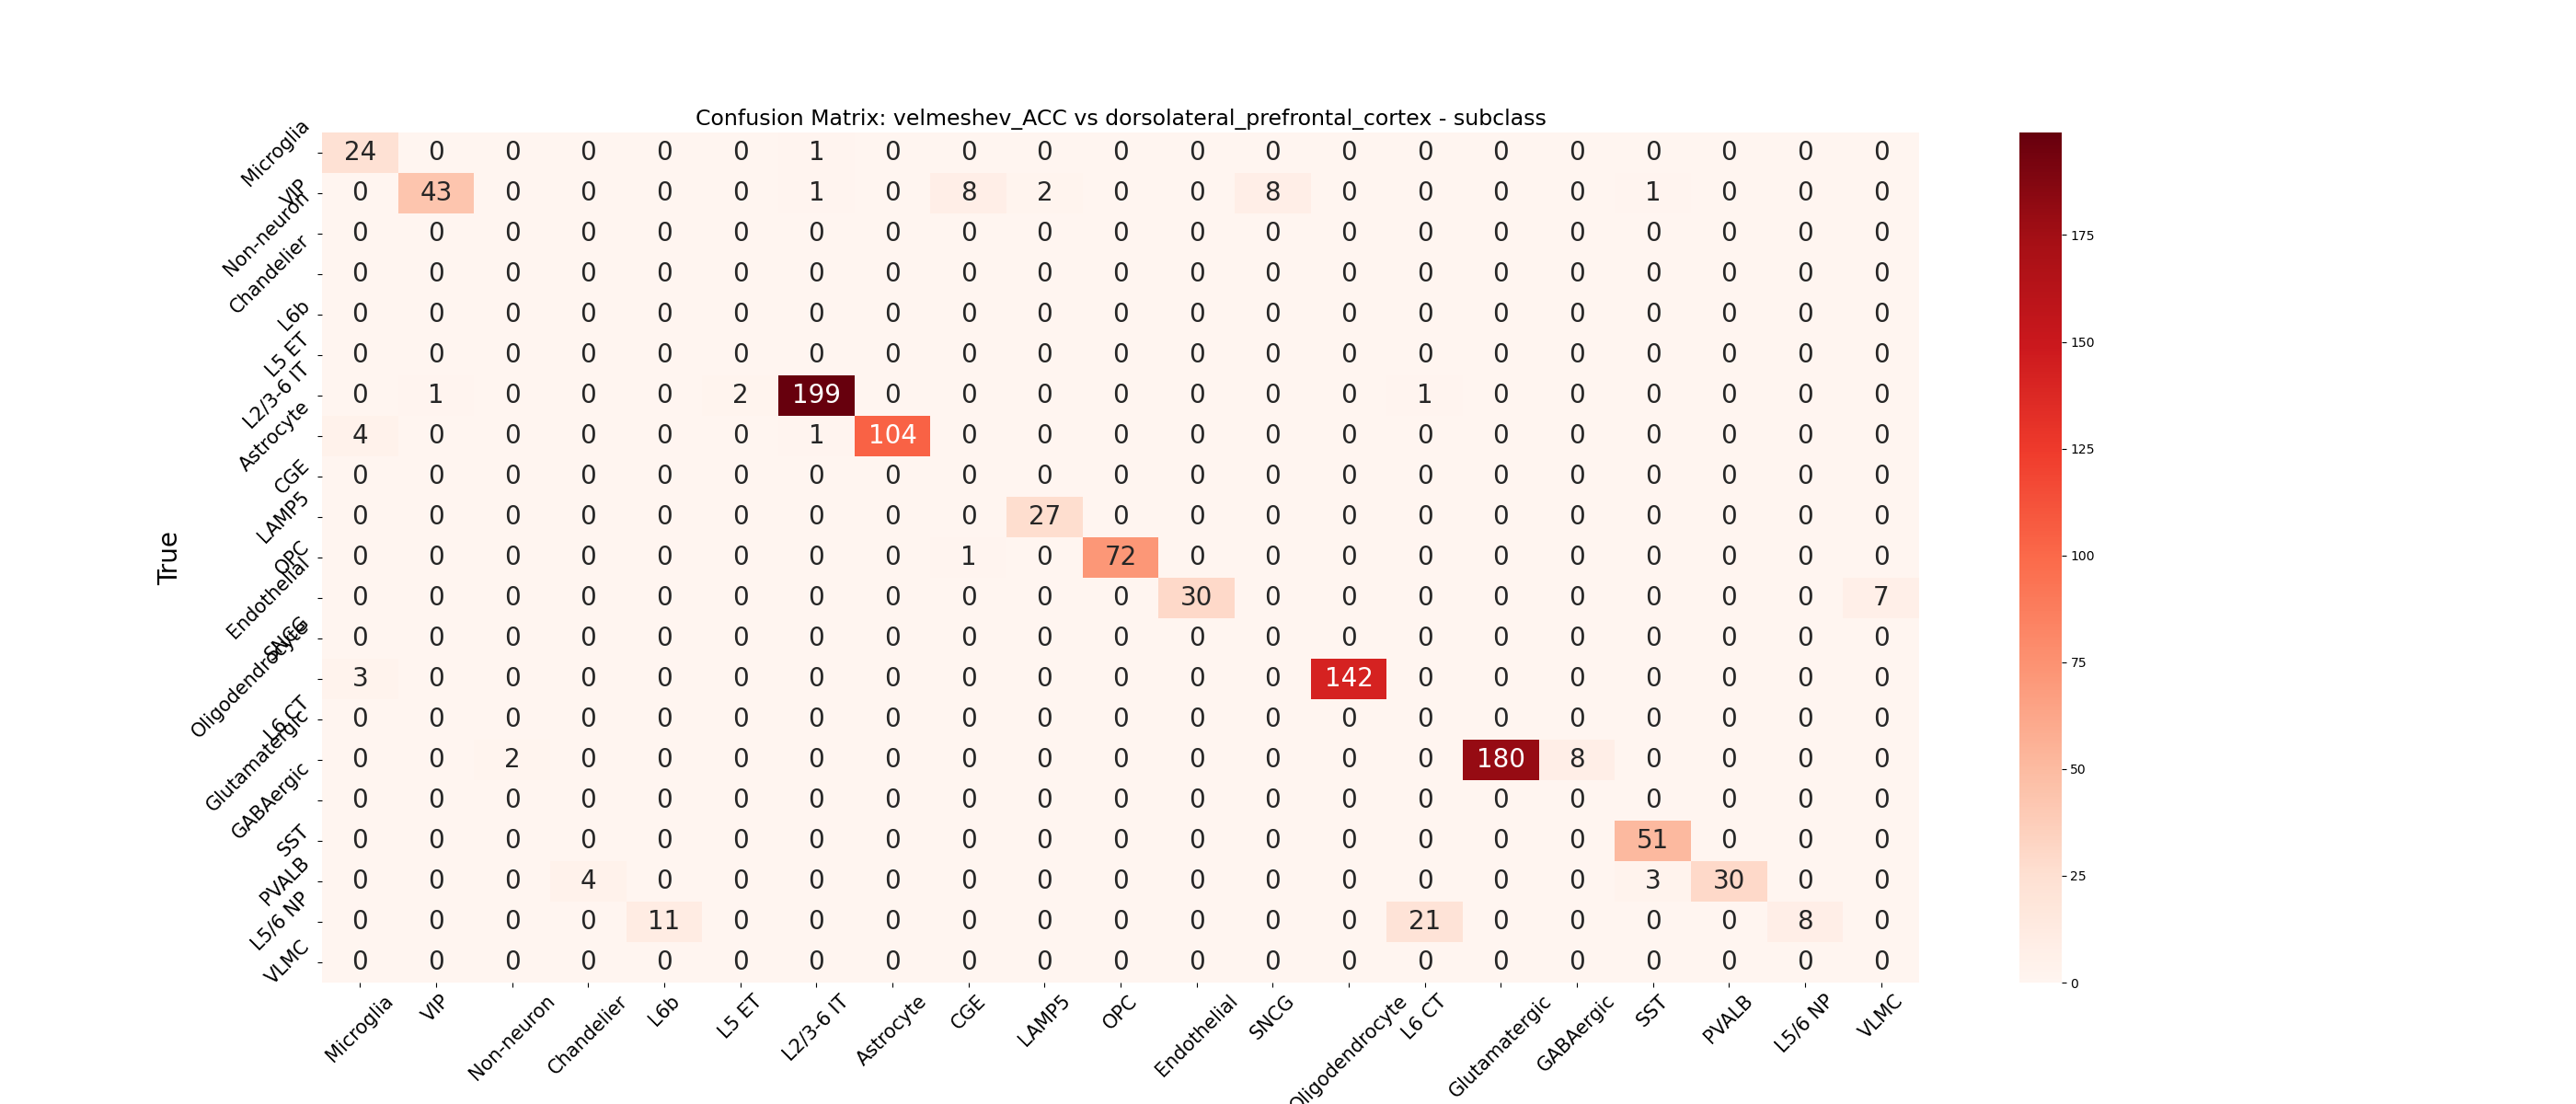 Confusion Matrix: velmeshev_ACC vs dorsolateral_prefrontal_cortex - subclass
True
Microglia 24 0 0 0 0 0 1 0 0 0 0 0 0 0 0 0 0 0 0 0 0
VIP 0 43 0 0 0 0 1 0 8 2 0 0 8 0 0 0 0 1 0 0 0
Non-neuron 0 0 0 0 0 0 0 0 0 0 0 0 0 0 0 0 0 0 0 0 0
Chandelier 0 0 0 0 0 0 0 0 0 0 0 0 0 0 0 0 0 0 0 0 0
L6b 0 0 0 0 0 0 0 0 0 0 0 0 0 0 0 0 0 0 0 0 0
L5 ET 0 0 0 0 0 0 0 0 0 0 0 0 0 0 0 0 0 0 0 0 0
L2/3-6 IT 0 1 0 0 0 2 199 0 0 0 0 0 0 0 1 0 0 0 0 0 0
Astrocyte 4 0 0 0 0 0 1 104 0 0 0 0 0 0 0 0 0 0 0 0 0
CGE 0 0 0 0 0 0 0 0 0 0 0 0 0 0 0 0 0 0 0 0 0
LAMP5 0 0 0 0 0 0 0 0 0 27 0 0 0 0 0 0 0 0 0 0 0
OPC 0 0 0 0 0 0 0 0 1 0 72 0 0 0 0 0 0 0 0 0 0
Endothelial 0 0 0 0 0 0 0 0 0 0 0 30 0 0 0 0 0 0 0 0 7
SNCG 0 0 0 0 0 0 0 0 0 0 0 0 0 0 0 0 0 0 0 0 0
Oligodendrocyte 3 0 0 0 0 0 0 0 0 0 0 0 0 142 0 0 0 0 0 0 0
L6 CT 0 0 0 0 0 0 0 0 0 0 0 0 0 0 0 0 0 0 0 0 0
Glutamatergic 0 0 2 0 0 0 0 0 0 0 0 0 0 0 0 180 8 0 0 0 0
GABAergic 0 0 0 0 0 0 0 0 0 0 0 0 0 0 0 0 0 0 0 0 0
SST 0 0 0 0 0 0 0 0 0 0 0 0 0 0 0 0 0 51 0 0 0
PVALB 0 0 0 4 0 0 0 0 0 0 0 0 0 0 0 0 0 3 30 0 0
L5/6 NP 0 0 0 0 11 0 0 0 0 0 0 0 0 0 21 0 0 0 0 8 0
VLMC 0 0 0 0 0 0 0 0 0 0 0 0 0 0 0 0 0 0 0 0 0
Microglia VIP Non-neuron Chandelier L6b L5 ET L2/3-6 IT Astrocyte CGE LAMP5 OPC Endothelial SNCG Oligodendrocyte L6 CT Glutamatergic GABAergic SST PVALB L5/6 NP VLMC
175
150
125
100
75
50
25
0